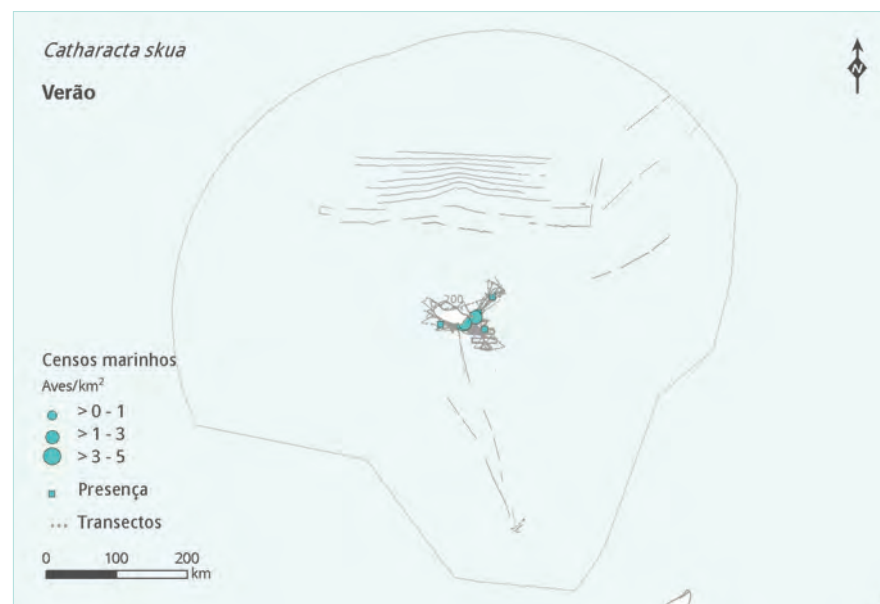 Catharacta skua
Verão
N
200
Censos marinhos
Aves/km²
> 0 - 1
> 1 - 3
> 3 - 5
Presença
Transectos
0 100 200
km